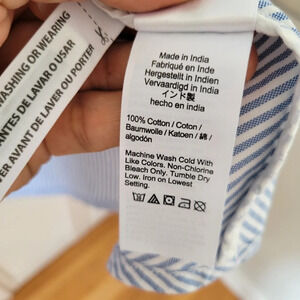 WASHING OR WEARING
ANTES DE LAVAR O USAR
ER AVANT DE LAVER OU PORTER
Made in India
Fabriqué en Inde
Hergestellt in Indien
Vervaardigd in India
インド製
hecho en india
100% Cotton / Coton /
Baumwolle / Katoen / 綿 /
algodón
Machine Wash Cold With
Like Colors. Non-Chlorine
Bleach Only. Tumble Dry
Low. Iron on Lowest
Setting.